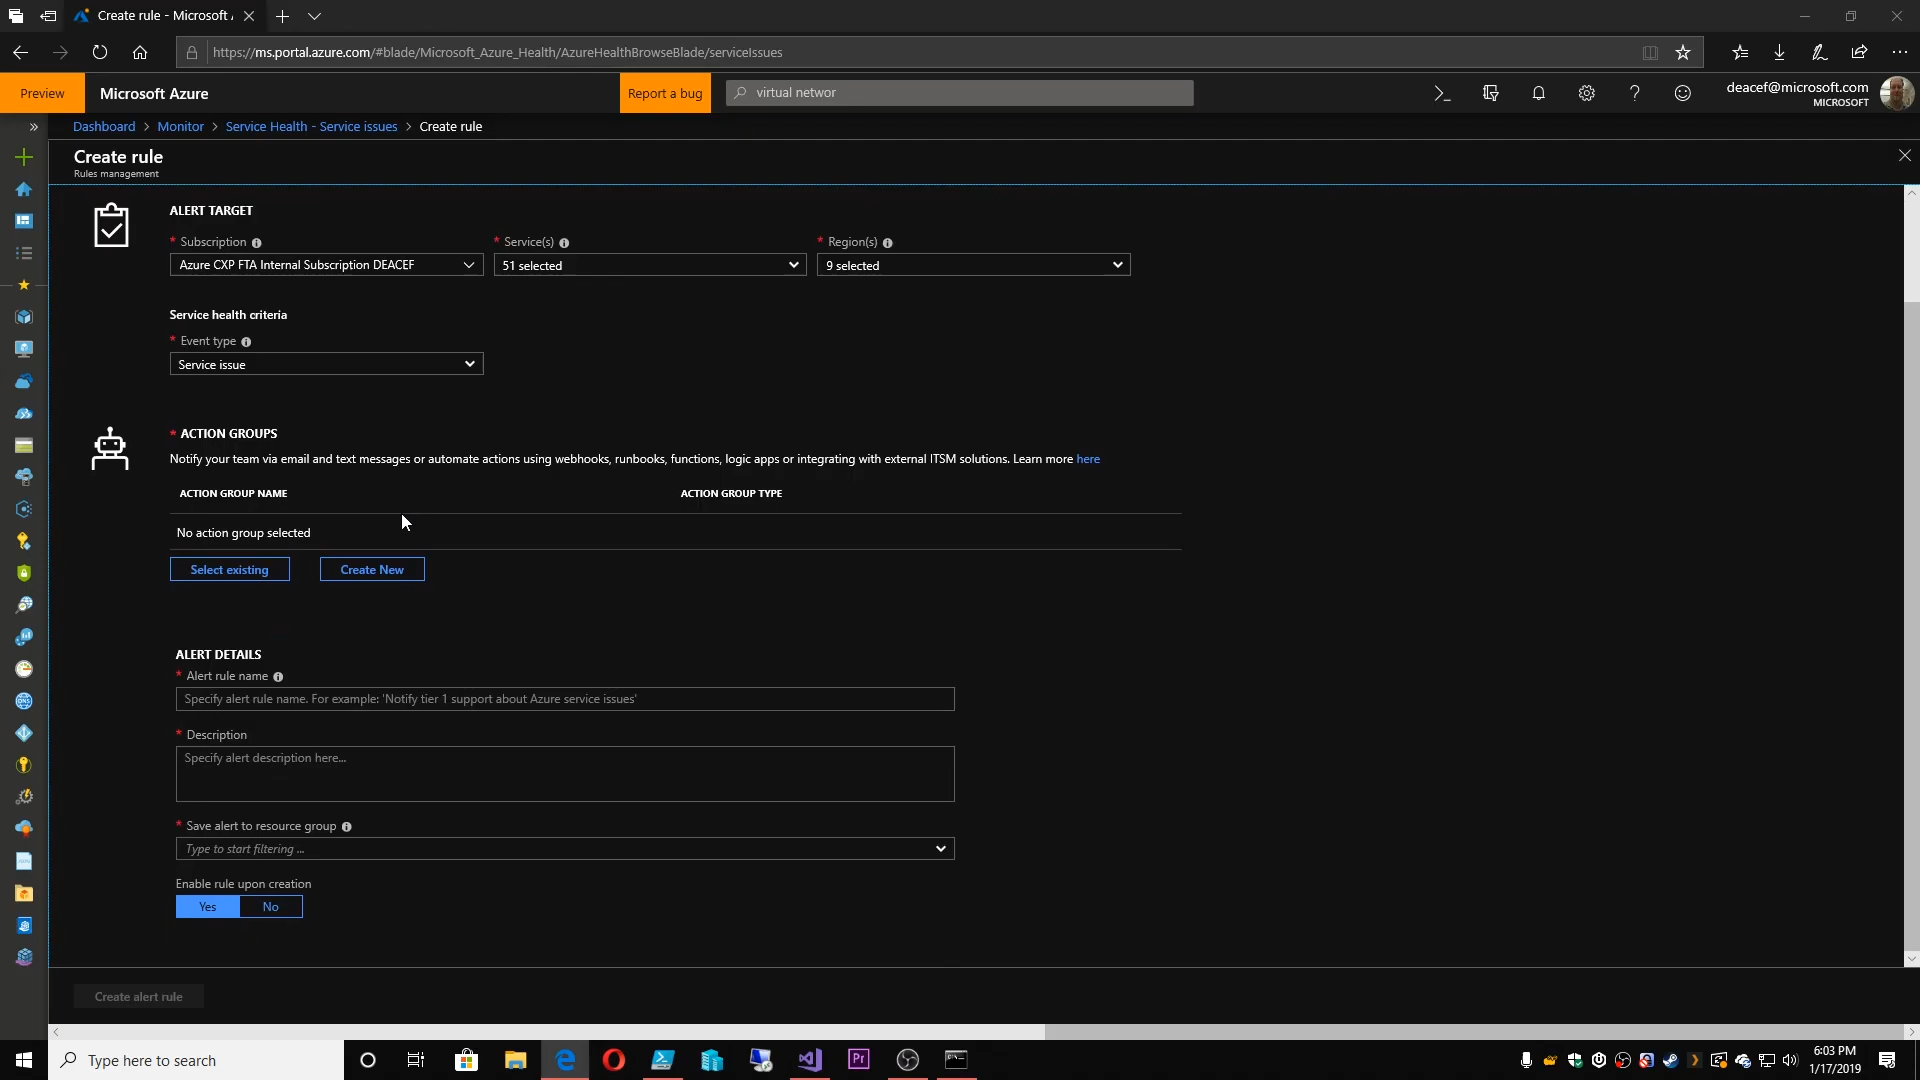 Create rule - Microsoft A
https://ms.portal.azure.com/#blade/Microsoft_Azure_Health/AzureHealthBrowseBlade/serviceIssues
Preview
Microsoft Azure
Report a bug
virtual networ
deacef@microsoft.com
MICROSOFT
Dashboard > Monitor > Service Health - Service issues > Create rule
Create rule
Rules management
ALERT TARGET
* Subscription
* Service(s)
* Region(s)
Azure CXP FTA Internal Subscription DEACEF
51 selected
9 selected
Service health criteria
* Event type
Service issue
* ACTION GROUPS
Notify your team via email and text messages or automate actions using webhooks, runbooks, functions, logic apps or integrating with external ITSM solutions. Learn more here
ACTION GROUP NAME
ACTION GROUP TYPE
No action group selected
Select existing
Create New
ALERT DETAILS
* Alert rule name
Specify alert rule name. For example: 'Notify tier 1 support about Azure service issues'
* Description
Specify alert description here...
* Save alert to resource group
Type to start filtering ...
Enable rule upon creation
Yes
No
Create alert rule
Type here to search
Pr
6:03 PM
1/17/2019